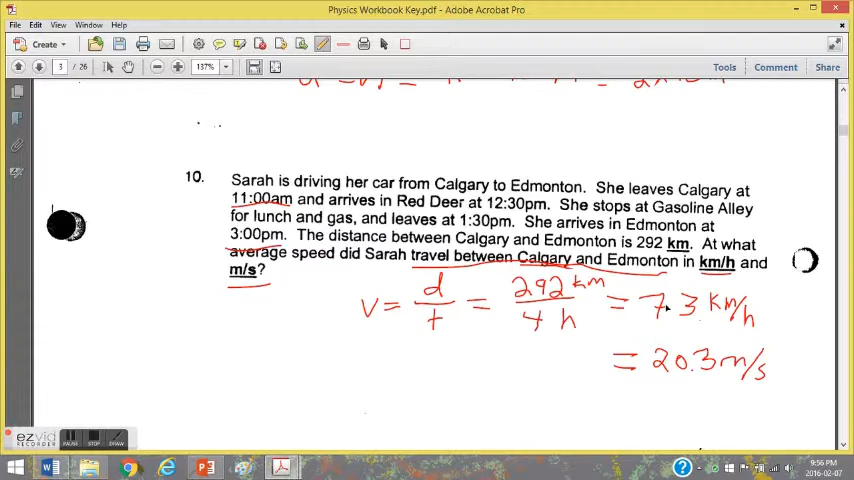 Physics Workbook Key.pdf - Adobe Acrobat Pro
File Edit View Window Help
Create
3 / 26 137% Tools Comment Share
10. Sarah is driving her car from Calgary to Edmonton. She leaves Calgary at
11:00am and arrives in Red Deer at 12:30pm. She stops at Gasoline Alley
for lunch and gas, and leaves at 1:30pm. She arrives in Edmonton at
3:00pm. The distance between Calgary and Edmonton is 292 km. At what
average speed did Sarah travel between Calgary and Edmonton in km/h and
m/s?
v = d/t = 292 km / 4 h = 73 km/h
= 20.3 m/s
ezvid
RECORDER
PAUSE STOP DRAW
9:56 PM
2016-02-07